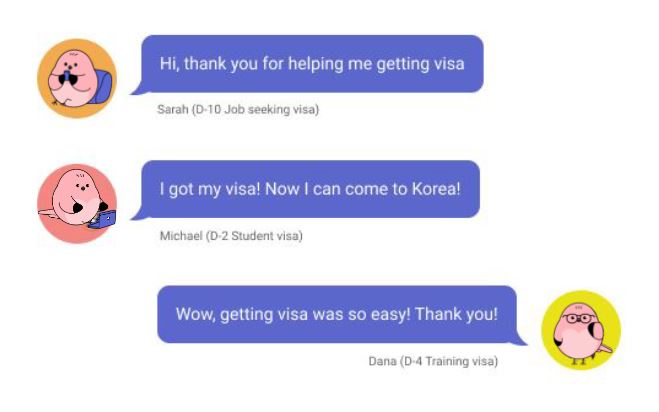 Hi, thank you for helping me getting visa
Sarah (D-10 Job seeking visa)
I got my visa! Now I can come to Korea!
Michael (D-2 Student visa)
Wow, getting visa was so easy! Thank you!
Dana (D-4 Training visa)